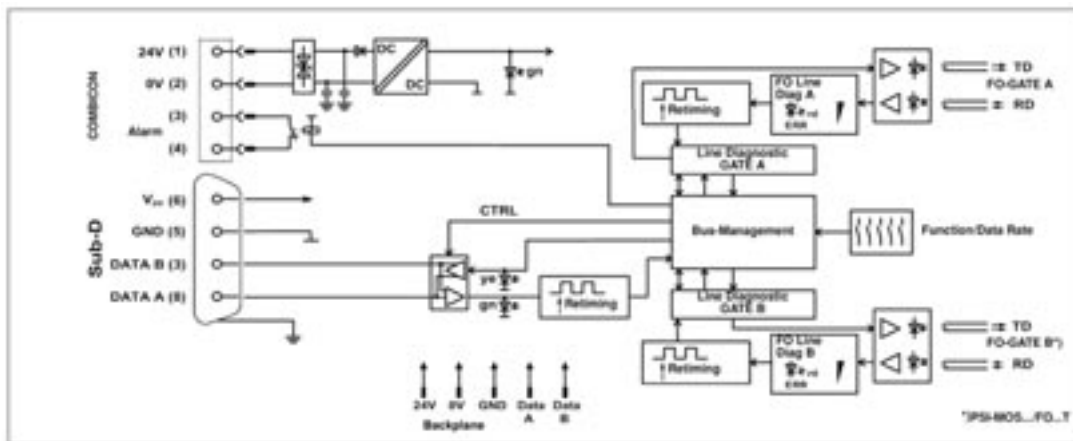 COMBICON
24V (1)
0V (2)
(3)
Alarm
(4)
DC
DC
gn
Sub-D
(6)
GND (5)
DATA B (3)
DATA A (8)
CTRL
ye
gn
Retiming
24V
0V
GND
Data
A
Data
B
Backplane
Retiming
FO Line
Diag A
rd
ERR
TD
FO-GATE A
RD
Line Diagnostic
GATE A
Bus-Management
Function/Data Rate
Line Diagnostic
GATE B
Retiming
FO Line
Diag B
rd
ERR
TD
FO-GATE B*)
RD
*)PSI-MOS.../FO...T